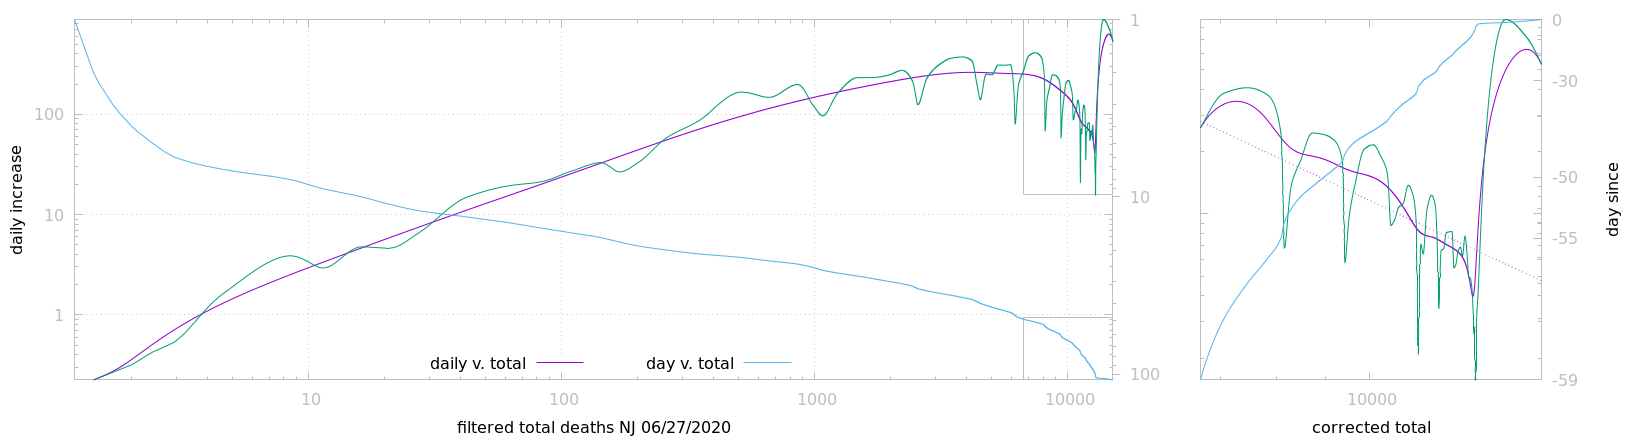 daily increase
100
10
1
10
100
1000
10000
1
10
100
daily v. total
day v. total
filtered total deaths NJ 06/27/2020
0
-30
-50
-55
-59
10000
day since
corrected total